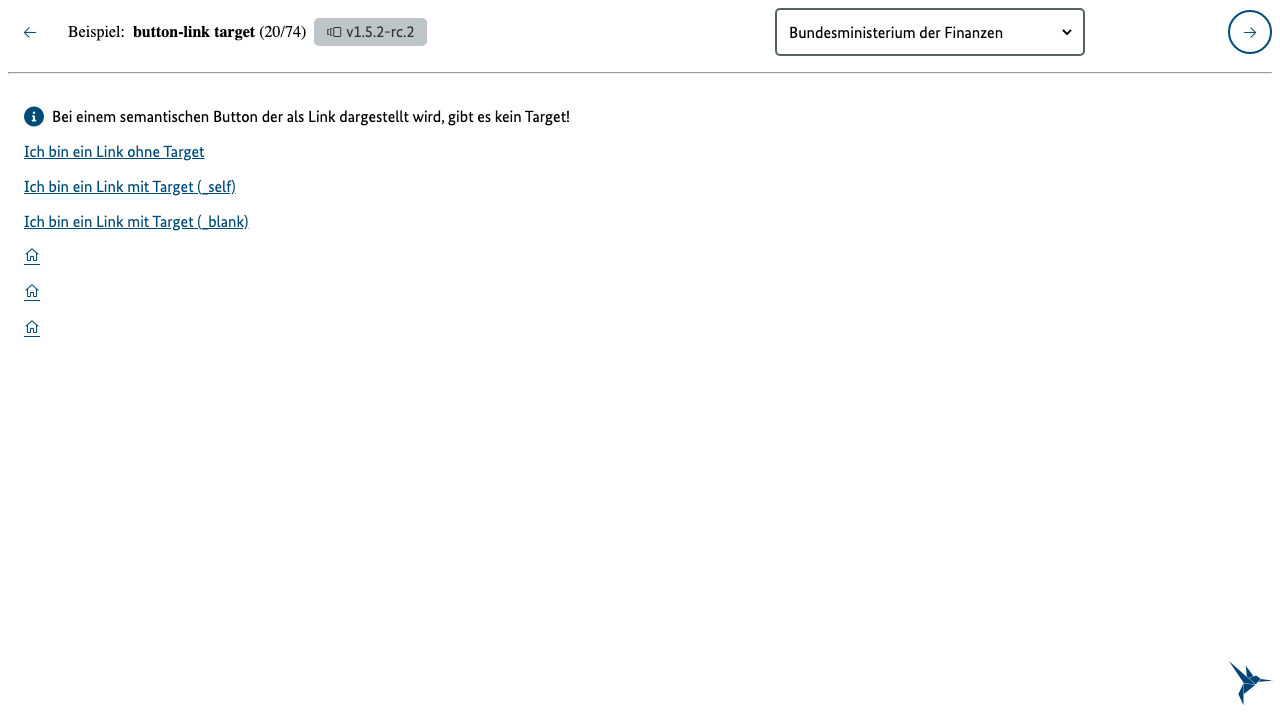 Beispiel: button-link target (20/74) v1.5.2-rc.2 Bundesministerium der Finanzen
Bei einem semantischen Button der als Link dargestellt wird, gibt es kein Target!
Ich bin ein Link ohne Target
Ich bin ein Link mit Target (_self)
Ich bin ein Link mit Target (_blank)